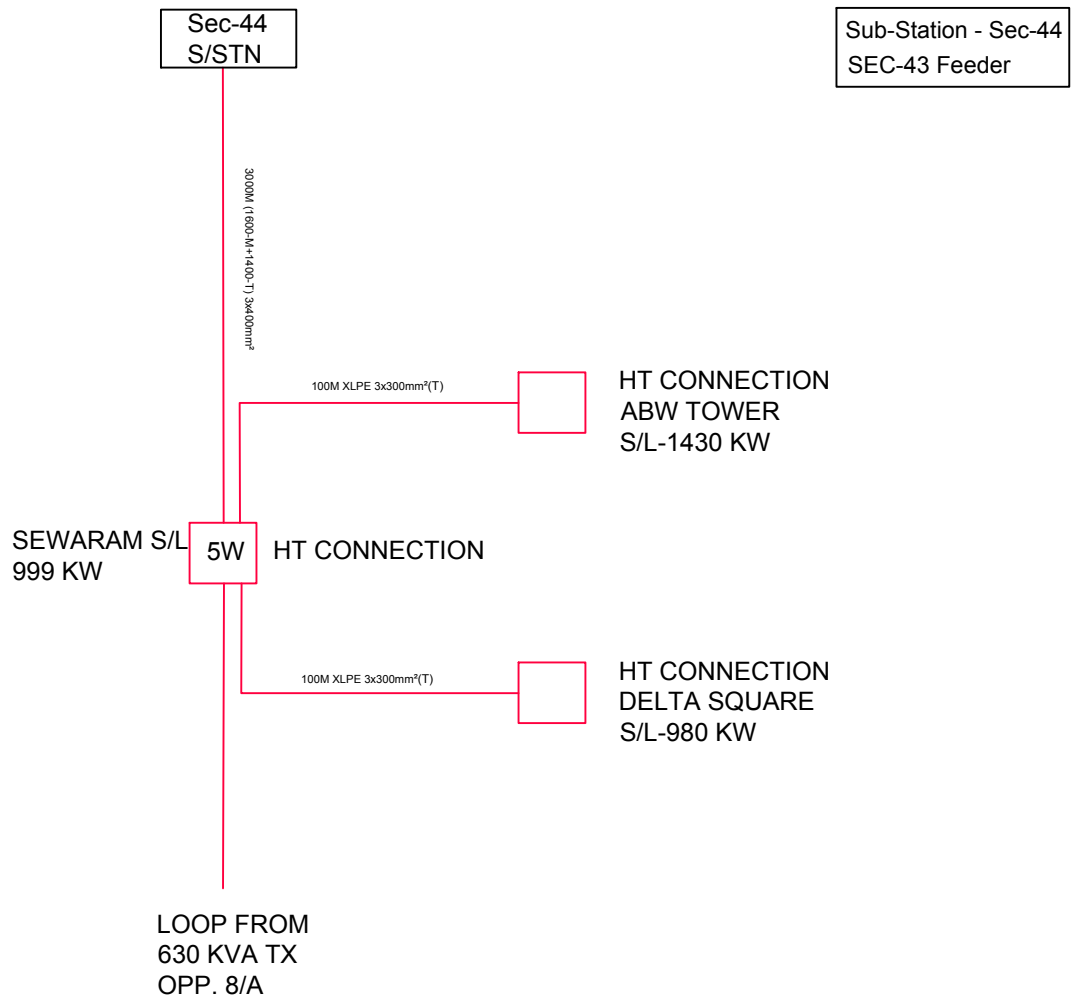 Sec-44
S/STN
Sub-Station - Sec-44
SEC-43 Feeder
3000M (1600-M+1400-T) 3x400mm²
100M XLPE 3x300mm²(T)
HT CONNECTION
ABW TOWER
S/L-1430 KW
SEWARAM S/L
999 KW
5W
HT CONNECTION
100M XLPE 3x300mm²(T)
HT CONNECTION
DELTA SQUARE
S/L-980 KW
LOOP FROM
630 KVA TX
OPP. 8/A